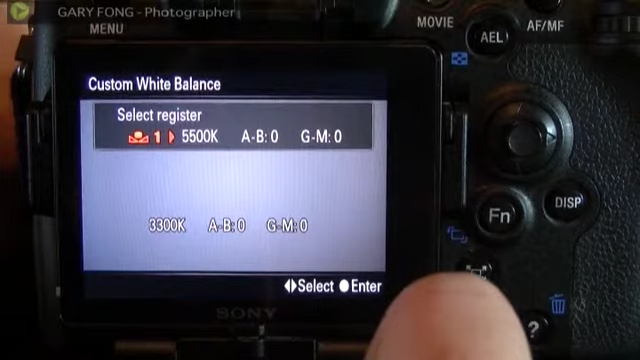 GARY FONG - Photographer
MENU
MOVIE
AF/MF
AEL
Custom White Balance
Select register
1 5500K A-B: 0 G-M: 0
3300K A-B: 0 G-M: 0
Select Enter
DISP
Fn
?
SONY